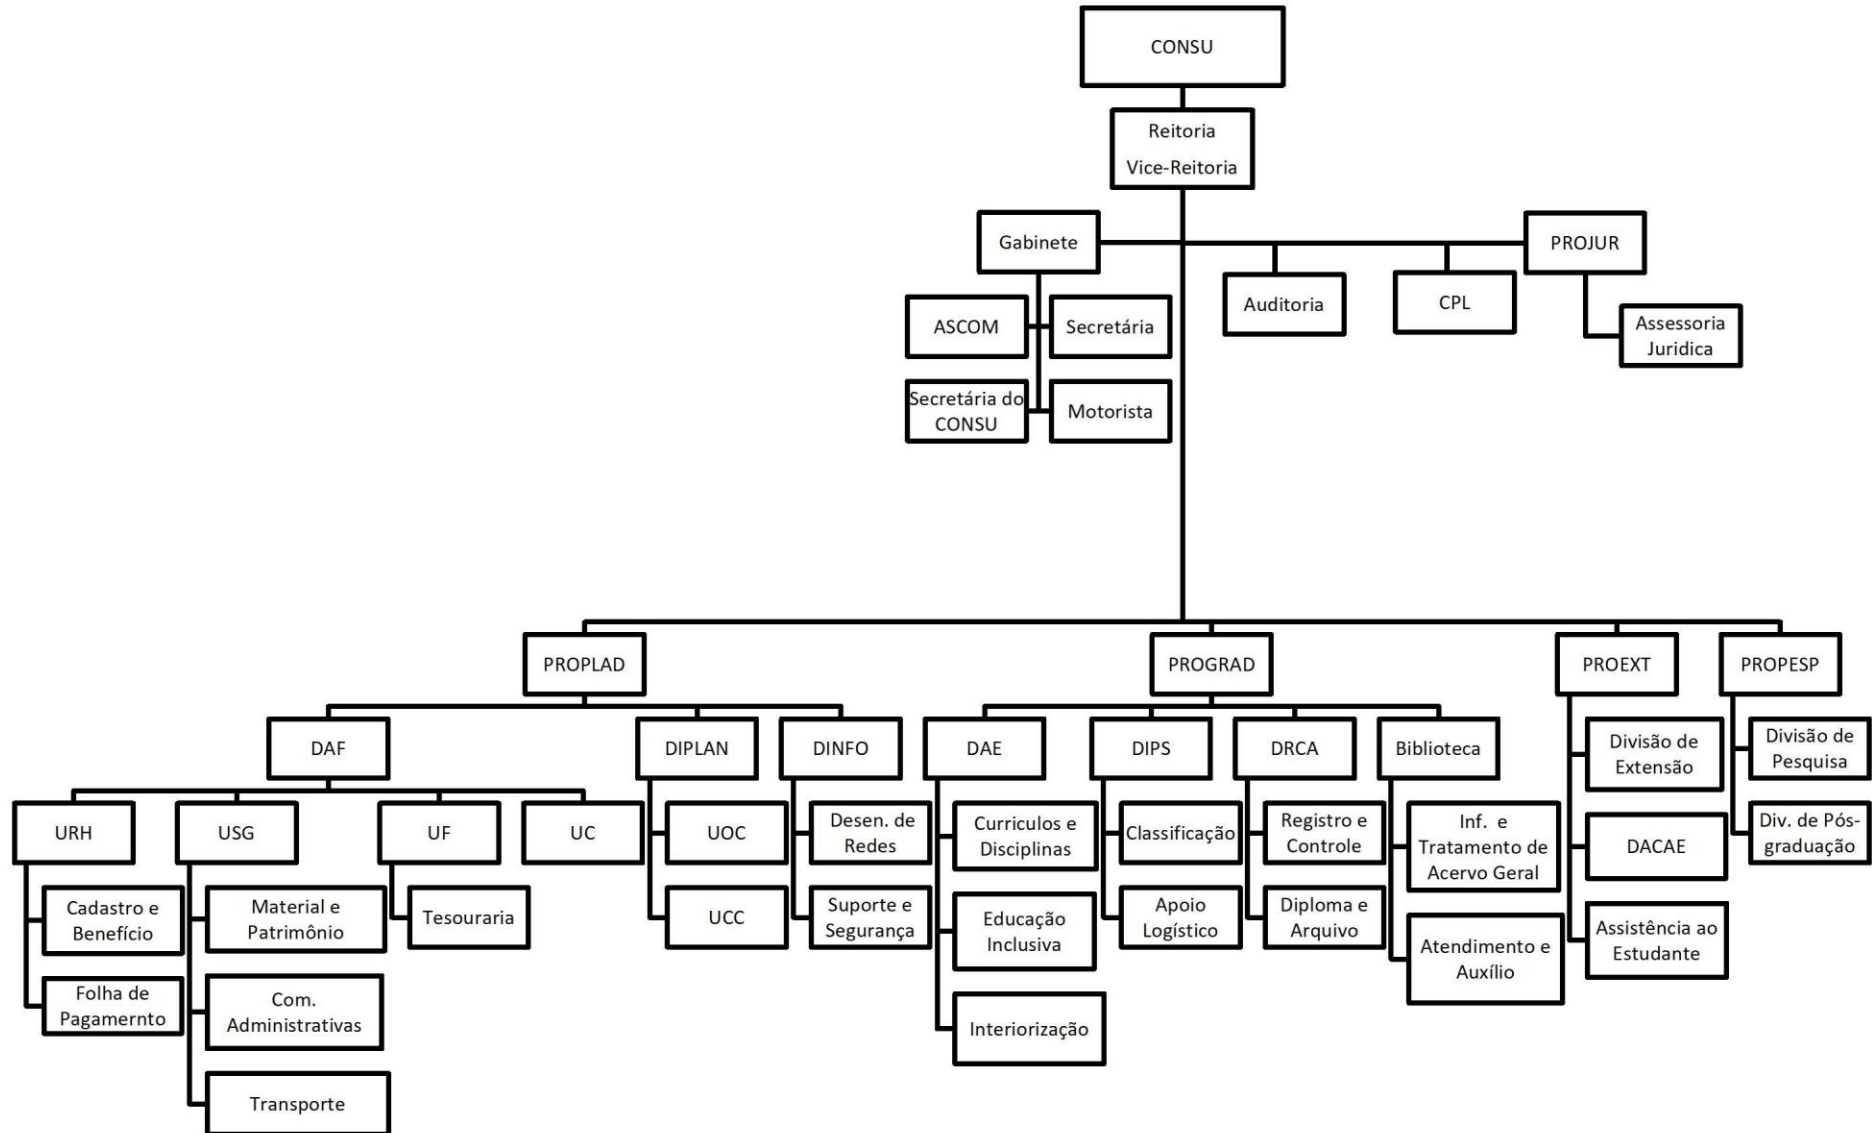 CONSU
Reitoria
Vice-Reitoria
Gabinete
PROJUR
Auditoria
CPL
ASCOM
Secretária
Assessoria
Juridica
Secretária do
CONSU
Motorista
PROPLAD
PROGRAD
PROEXT
PROPESP
DAF
DIPLAN
DINFO
DAE
DIPS
DRCA
Biblioteca
Divisão de
Extensão
Divisão de
Pesquisa
URH
USG
UF
UC
UOC
Desen. de
Redes
Curriculos e
Disciplinas
Classificação
Registro e
Controle
Inf. e
Tratamento de
Acervo Geral
DACAE
Div. de Pós-
graduação
Cadastro e
Benefício
Material e
Patrimônio
Tesouraria
UCC
Suporte e
Segurança
Educação
Inclusiva
Apoio
Logístico
Diploma e
Arquivo
Atendimento e
Auxílio
Assistência ao
Estudante
Folha de
Pagamernto
Com.
Administrativas
Interiorização
Transporte